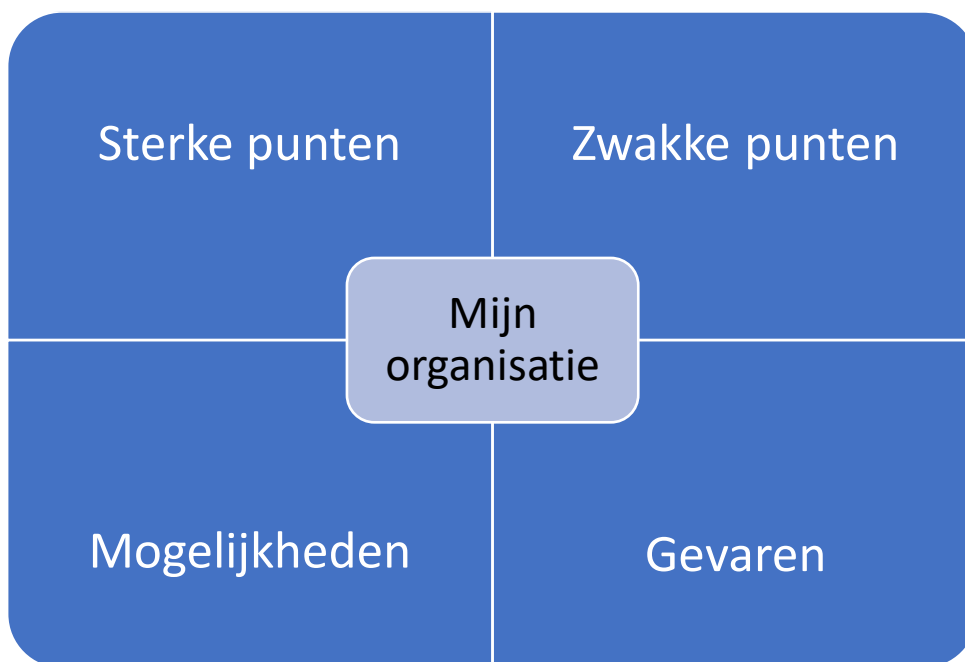 Sterke punten
Zwakke punten
Mijn
organisatie
Mogelijkheden
Gevaren